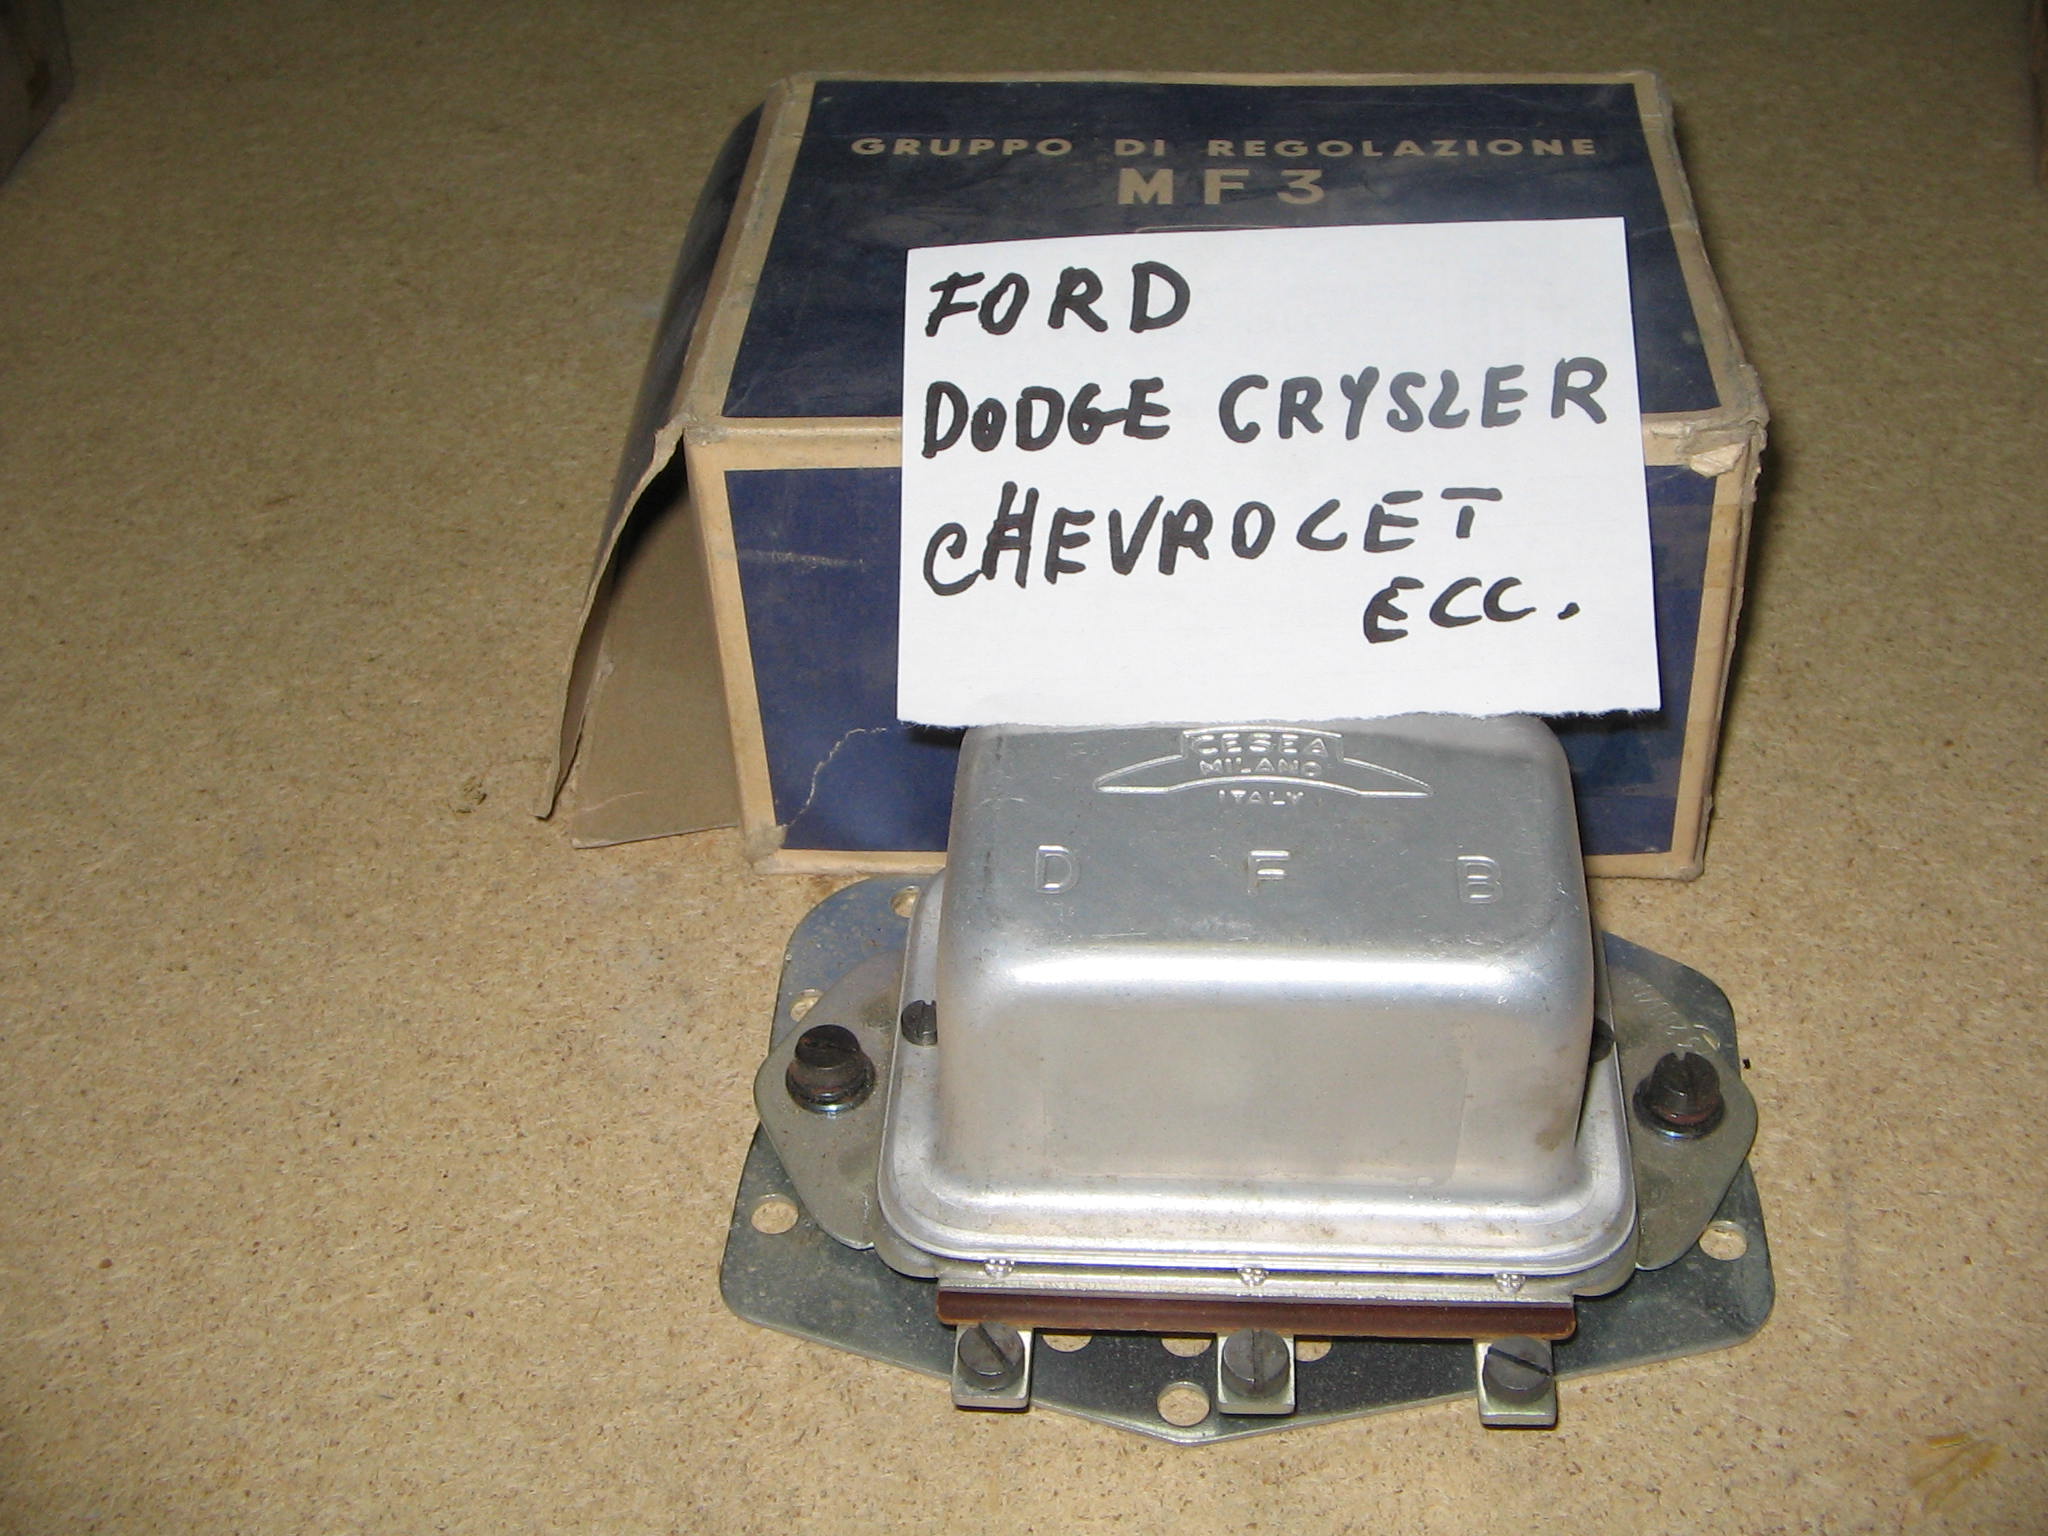 GRUPPO DI REGOLAZIONE
MF3
FORD
DODGE CRYSLER
CHEVROCET
ECC.
CESEA
MILANO
ITALY
D F B